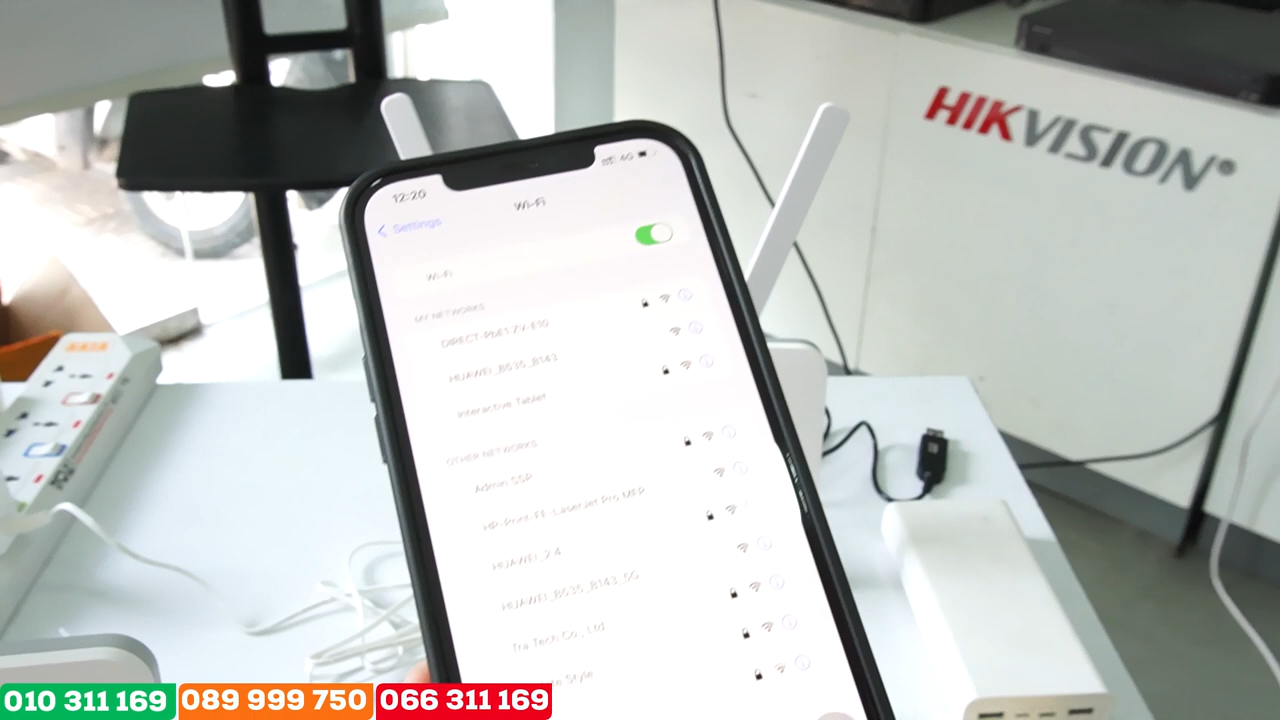 HIKVISION
12:20
4G
Settings
Wi-Fi
Wi-Fi
MY NETWORKS
HUAWEI_B535_B143
Interactive Tablet
OTHER NETWORKS
Admin SSP
HP-Print-FE-LaserJet Pro MFP
HUAWEI_2.4
HUAWEI_B535_B143_5G
Tra Tech Co., Ltd
Style
010 311 169
089 999 750
066 311 169